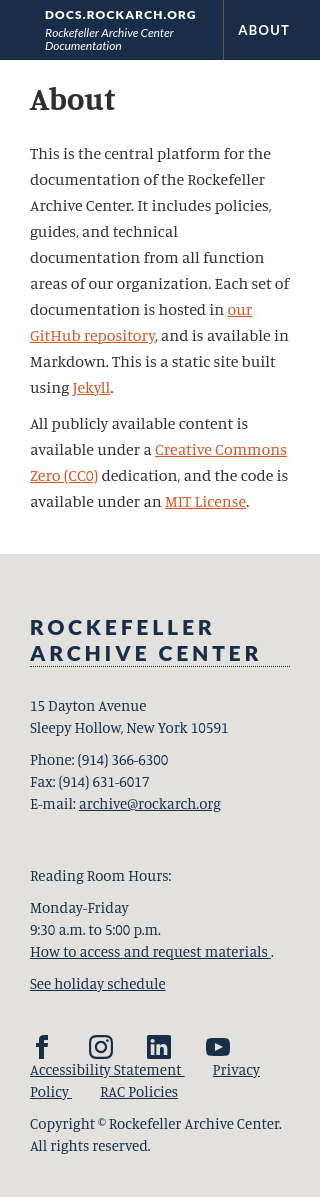 DOCS.ROCKARCH.ORG
Rockefeller Archive Center
Documentation
ABOUT
About
This is the central platform for the
documentation of the Rockefeller
Archive Center. It includes policies,
guides, and technical
documentation from all function
areas of our organization. Each set of
documentation is hosted in our
GitHub repository, and is available in
Markdown. This is a static site built
using Jekyll.
All publicly available content is
available under a Creative Commons
Zero (CC0) dedication, and the code is
available under an MIT License.
ROCKEFELLER
ARCHIVE CENTER
15 Dayton Avenue
Sleepy Hollow, New York 10591
Phone: (914) 366-6300
Fax: (914) 631-6017
E-mail: archive@rockarch.org
Reading Room Hours:
Monday-Friday
9:30 a.m. to 5:00 p.m.
How to access and request materials .
See holiday schedule
Accessibility Statement Privacy
Policy RAC Policies
Copyright © Rockefeller Archive Center.
All rights reserved.